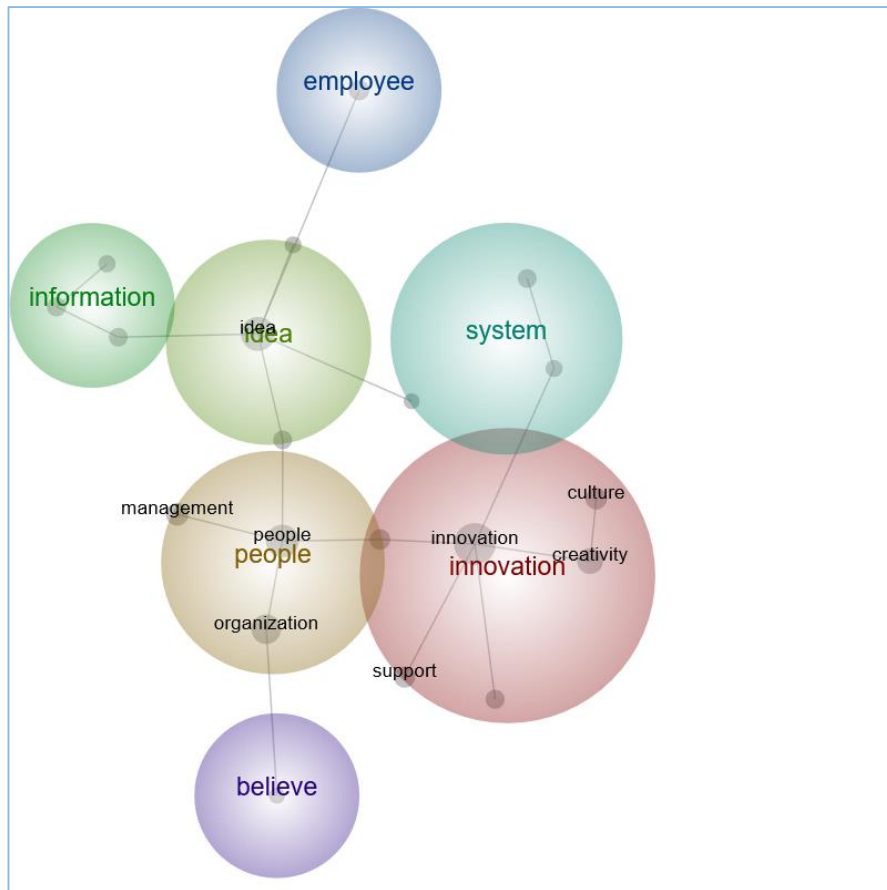 employee
information
idea
idea
system
management
people
people
organization
innovation
innovation
culture
creativity
support
believe